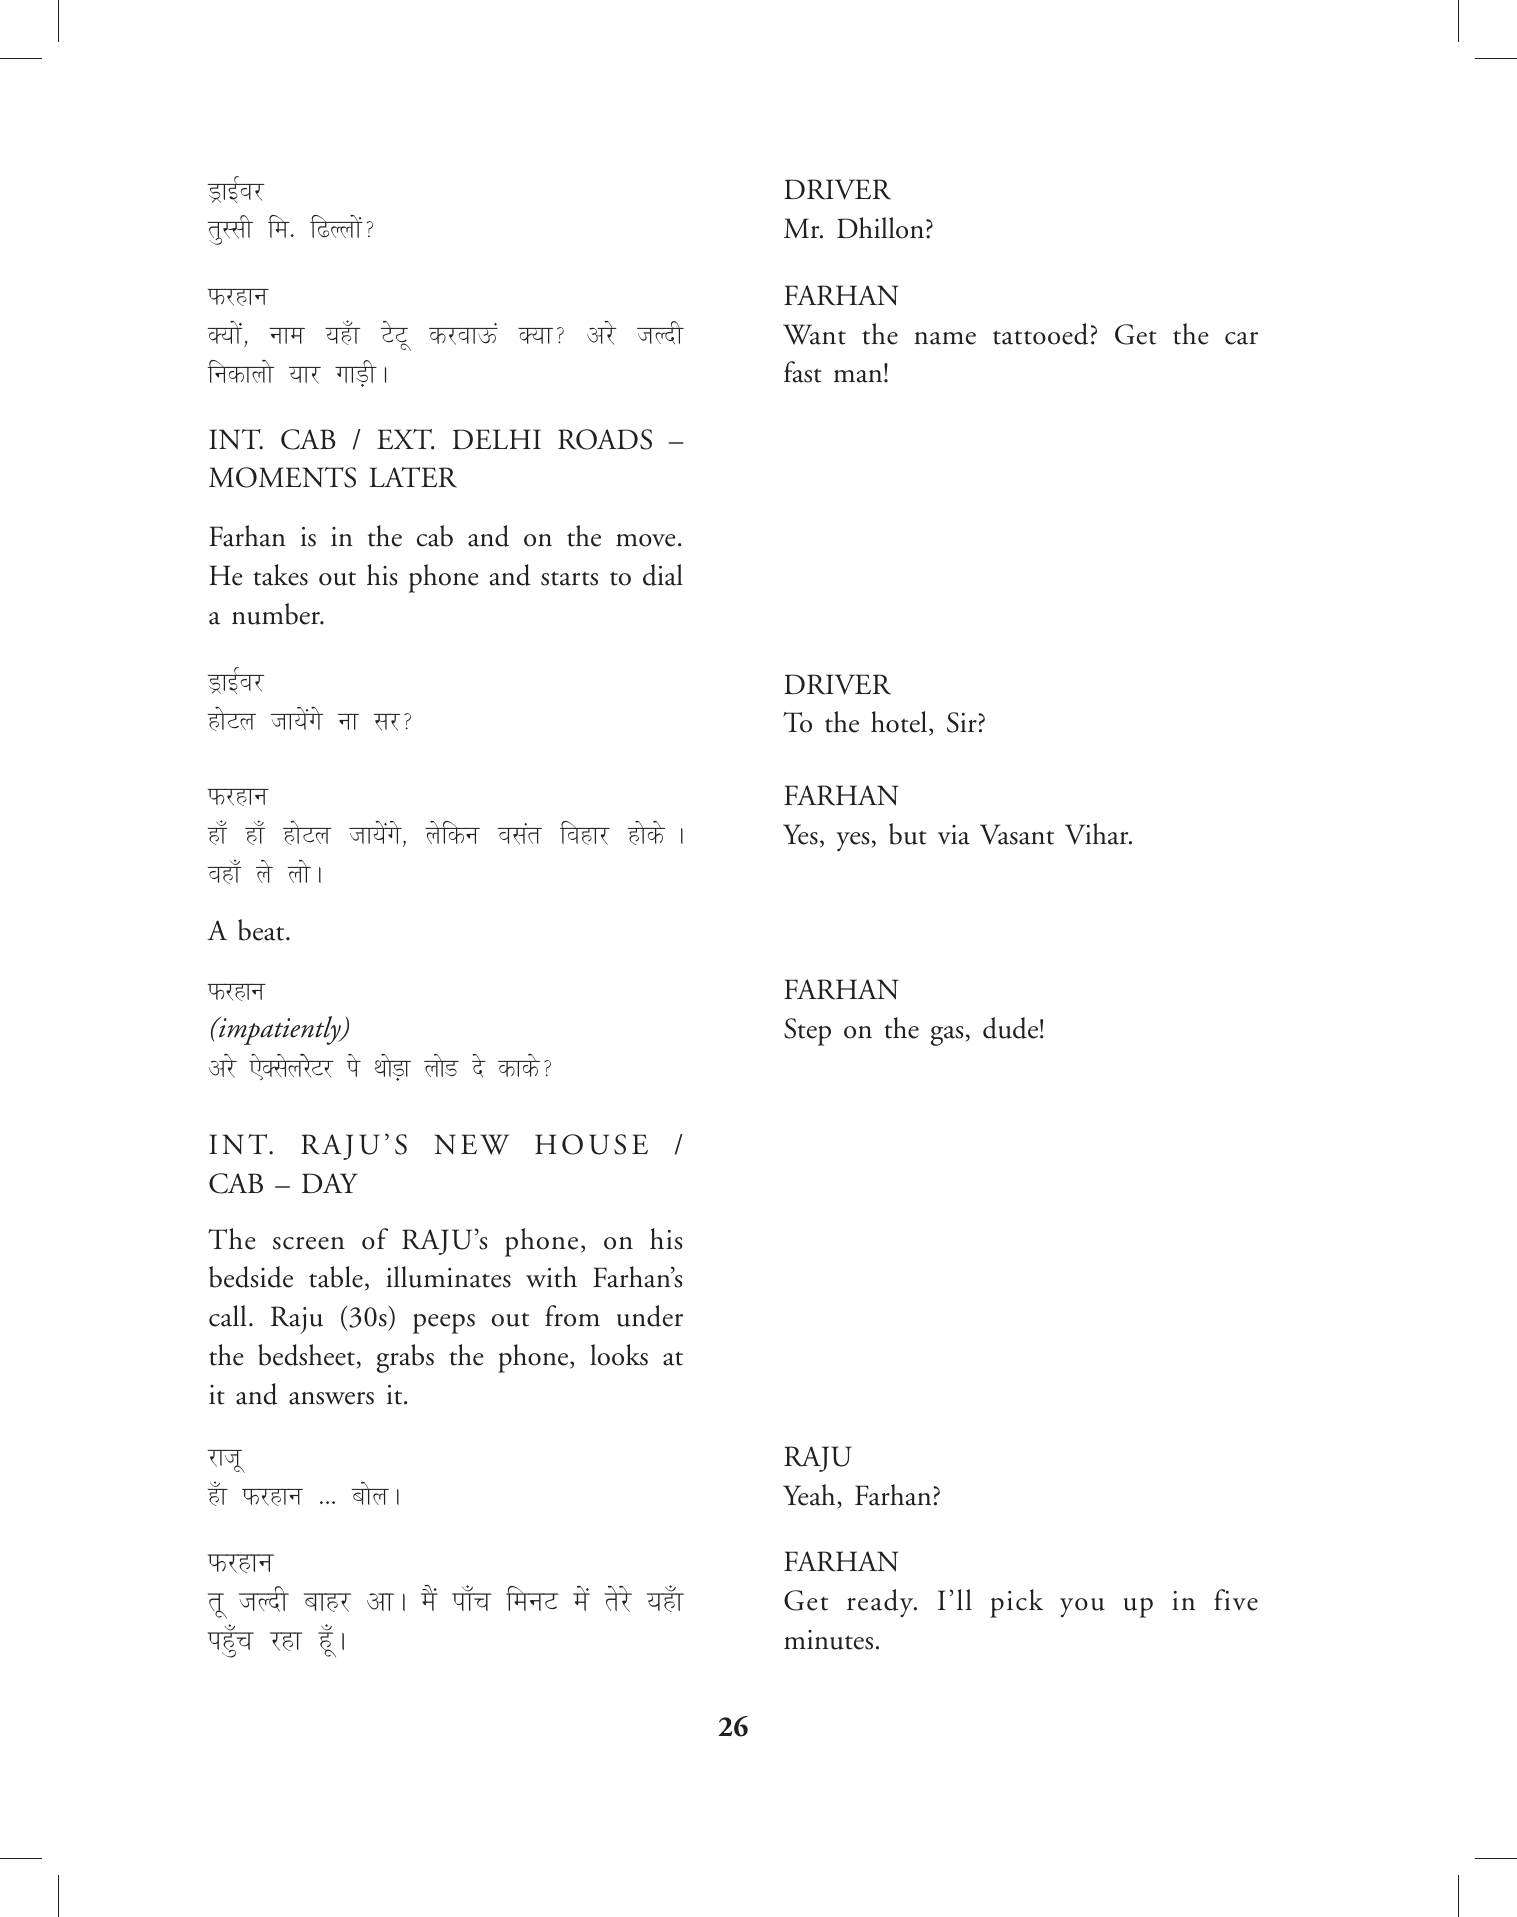 ड्राईवर
तुस्सी मि. ढिल्लों?
DRIVER
Mr. Dhillon?
फरहान
क्यों, नाम यहाँ टेटू करवाऊं क्या? अरे जल्दी
निकालो यार गाड़ी।
FARHAN
Want the name tattooed? Get the car
fast man!
INT. CAB / EXT. DELHI ROADS –
MOMENTS LATER
Farhan is in the cab and on the move.
He takes out his phone and starts to dial
a number.
ड्राईवर
होटल जायेंगे ना सर?
DRIVER
To the hotel, Sir?
फरहान
हाँ हाँ होटल जायेंगे, लेकिन वसंत विहार होके ।
वहाँ ले लो।
FARHAN
Yes, yes, but via Vasant Vihar.
A beat.
फरहान
(impatiently)
अरे ऐक्सेलरेटर पे थोड़ा लोड दे काके?
FARHAN
Step on the gas, dude!
INT. RAJU’S NEW HOUSE /
CAB – DAY
The screen of RAJU’s phone, on his
bedside table, illuminates with Farhan’s
call. Raju (30s) peeps out from under
the bedsheet, grabs the phone, looks at
it and answers it.
राजू
हाँ फरहान ... बोल।
RAJU
Yeah, Farhan?
फरहान
तू जल्दी बाहर आ। मैं पाँच मिनट में तेरे यहाँ
पहुँच रहा हूँ।
FARHAN
Get ready. I’ll pick you up in five
minutes.
26